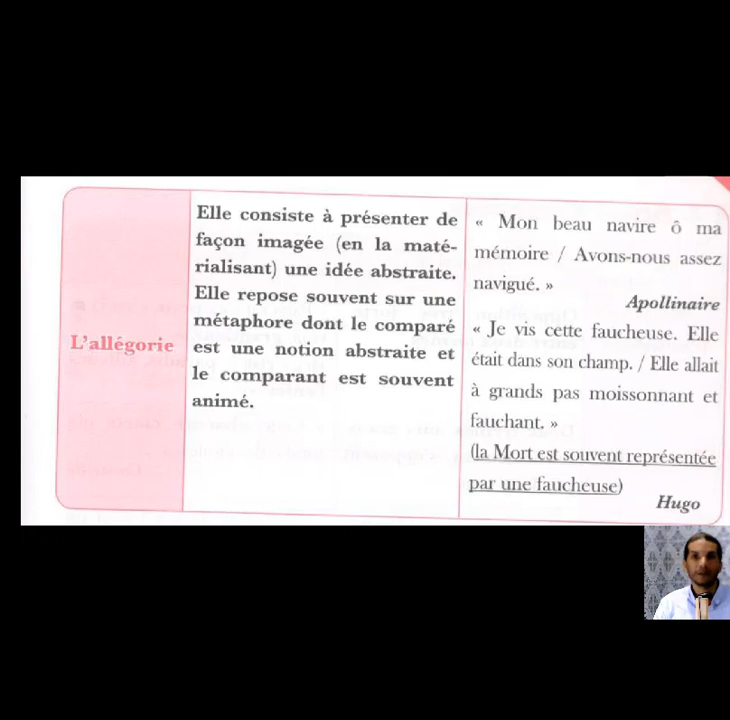 L'allégorie
Elle consiste à présenter de
façon imagée (en la maté-
rialisant) une idée abstraite.
Elle repose souvent sur une
métaphore dont le comparé
est une notion abstraite et
le comparant est souvent
animé.
« Mon beau navire ô ma
mémoire / Avons-nous assez
navigué. »
Apollinaire
« Je vis cette faucheuse. Elle
était dans son champ. / Elle allait
à grands pas moissonnant et
fauchant. »
(la Mort est souvent représentée
par une faucheuse)
Hugo